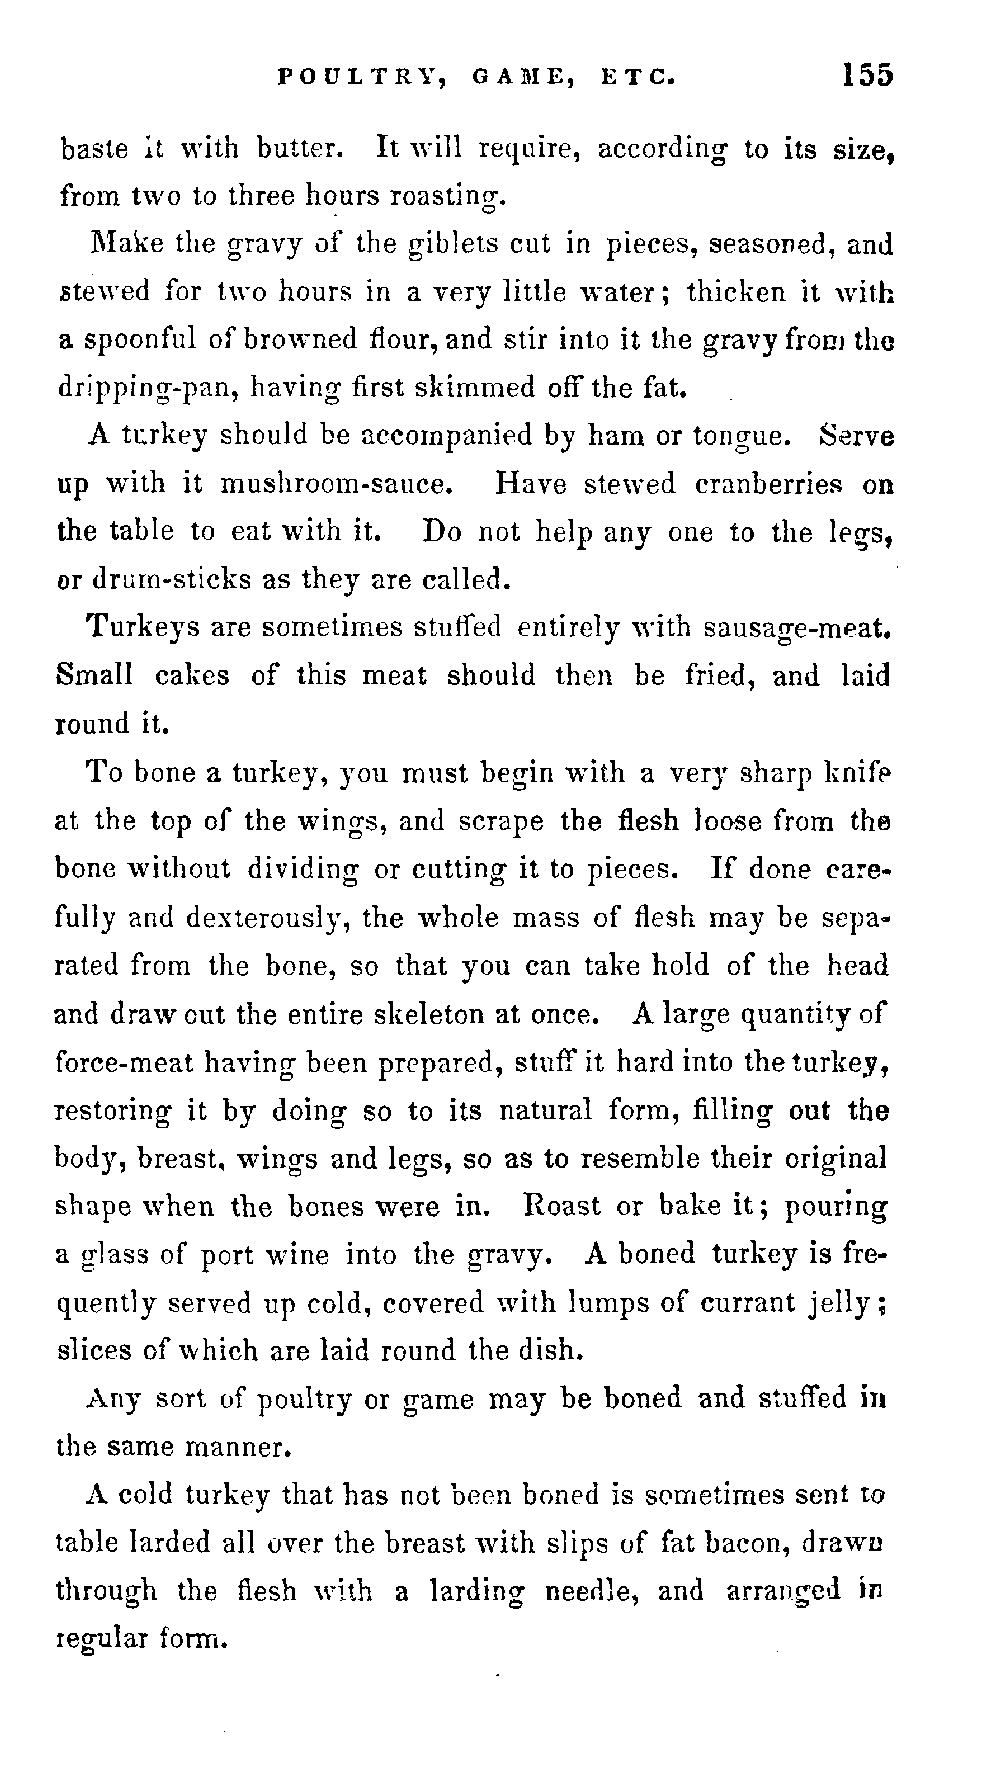 POULTRY, GAME, ETC. 155
baste it with butter. It will require, according to its size,
from two to three hours roasting.
Make the gravy of the giblets cut in pieces, seasoned, and
stewed for two hours in a very little water; thicken it with
a spoonful of browned flour, and stir into it the gravy from the
dripping-pan, having first skimmed off the fat.
A turkey should be accompanied by ham or tongue. Serve
up with it mushroom-sauce. Have stewed cranberries on
the table to eat with it. Do not help any one to the legs,
or drum-sticks as they are called.
Turkeys are sometimes stuffed entirely with sausage-meat.
Small cakes of this meat should then be fried, and laid
round it.
To bone a turkey, you must begin with a very sharp knife
at the top of the wings, and scrape the flesh loose from the
bone without dividing or cutting it to pieces. If done care-
fully and dexterously, the whole mass of flesh may be sepa-
rated from the bone, so that you can take hold of the head
and draw out the entire skeleton at once. A large quantity of
force-meat having been prepared, stuff it hard into the turkey,
restoring it by doing so to its natural form, filling out the
body, breast, wings and legs, so as to resemble their original
shape when the bones were in. Roast or bake it; pouring
a glass of port wine into the gravy. A boned turkey is fre-
quently served up cold, covered with lumps of currant jelly;
slices of which are laid round the dish.
Any sort of poultry or game may be boned and stuffed in
the same manner.
A cold turkey that has not been boned is sometimes sent to
table larded all over the breast with slips of fat bacon, drawn
through the flesh with a larding needle, and arranged in
regular form.